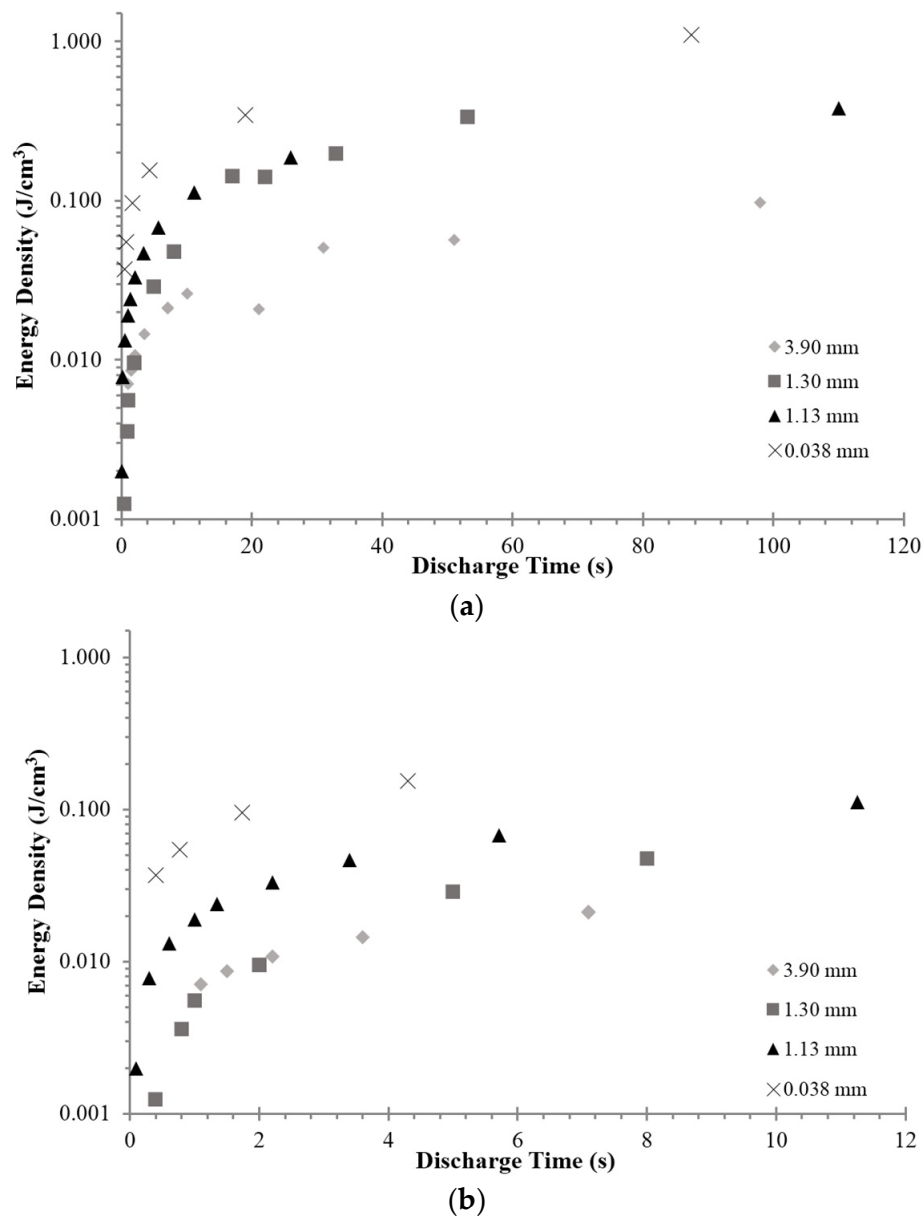 1.000
0.100
0.010
0.001
Energy Density (J/cm³)
3.90 mm
1.30 mm
1.13 mm
0.038 mm
0 20 40 60 80 100 120
Discharge Time (s)
(a)
1.000
0.100
0.010
0.001
Energy Density (J/cm³)
3.90 mm
1.30 mm
1.13 mm
0.038 mm
0 2 4 6 8 10 12
Discharge Time (s)
(b)